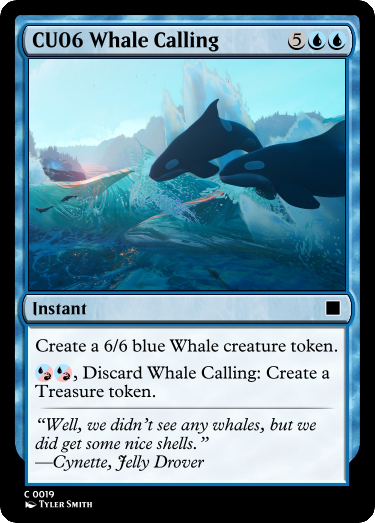 CU06 Whale Calling 5
Instant
Create a 6/6 blue Whale creature token.
, Discard Whale Calling: Create a
Treasure token.
“Well, we didn’t see any whales, but we
did get some nice shells.”
—Cynette, Jelly Drover
C 0019
Tyler Smith